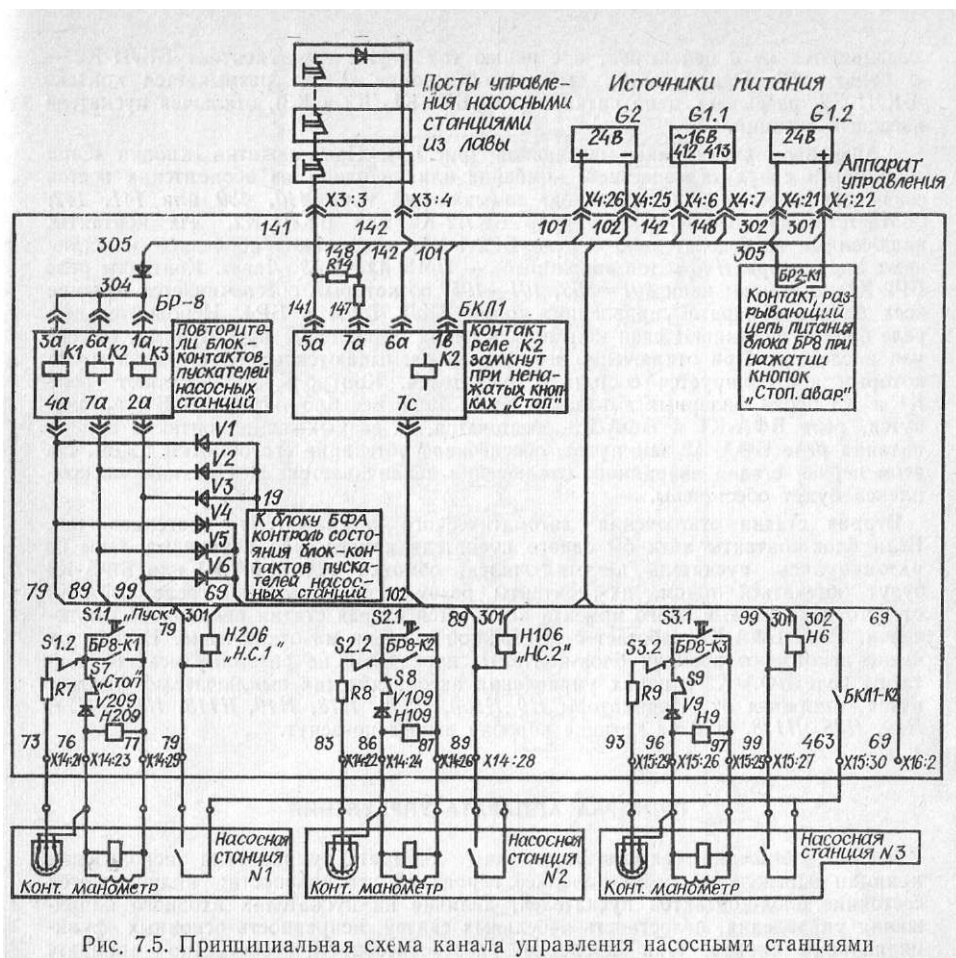 Посты управле-
ния насосными
станциями
из лавы
Источники питания
G2
G1.1
G1.2
24В
~16В
412-413
24В
Аппарат
управления
X3:3
X3:4
X4:26
X4:25
X4:6
X4:7
X4:21
X4:22
141
142
101
102
142
148
302
301
305
304
БР-8
148
R14
142
101
141
147
БКЛ1
305
БР2-К1
Контакт, раз-
рывающий
цепь питания
блока БР8 при
нажатии
кнопок
„Стоп.авар"
3а
6а
1а
К1
К2
К3
4а
7а
2а
Повторите-
ли блок-
контактов
пускателей
насосных
станций
5а
7а
6а
1в
К2
7с
Контакт
реле К2
замкнут
при нена-
жатых кноп-
ках „Стоп"
V1
V2
V3
V4
V5
V6
19
К блоку БФА
контроль состо-
яния блок-кон-
тактов пуска-
телей насос-
ных станций
79
89
99
69
102
S1.1
„Пуск"
79
301
H206
„Н.С.1"
S1.2
БР8-К1
S7
„Стоп"
R7
V209
H209
73
76
77
79
X14:21
X14:23
X14:29
S2.1
89
301
H106
„НС.2"
S2.2
БР8-К2
S8
R8
V109
H109
83
86
87
89
X14:22
X14:24
X14:26
X14:28
S3.1
99
301
H6
102
69
S3.2
БР8-К3
S9
R9
V9
H9
БКЛ1-К2
93
96
97
99
463
69
X15:29
X15:26
X15:29
X15:27
X15:30
X16:2
Насосная
станция
N1
Конт. манометр
Насосная
станция
N2
Конт. манометр
Насосная
станция N3
Конт. манометр
Рис. 7.5. Принципиальная схема канала управления насосными станциями